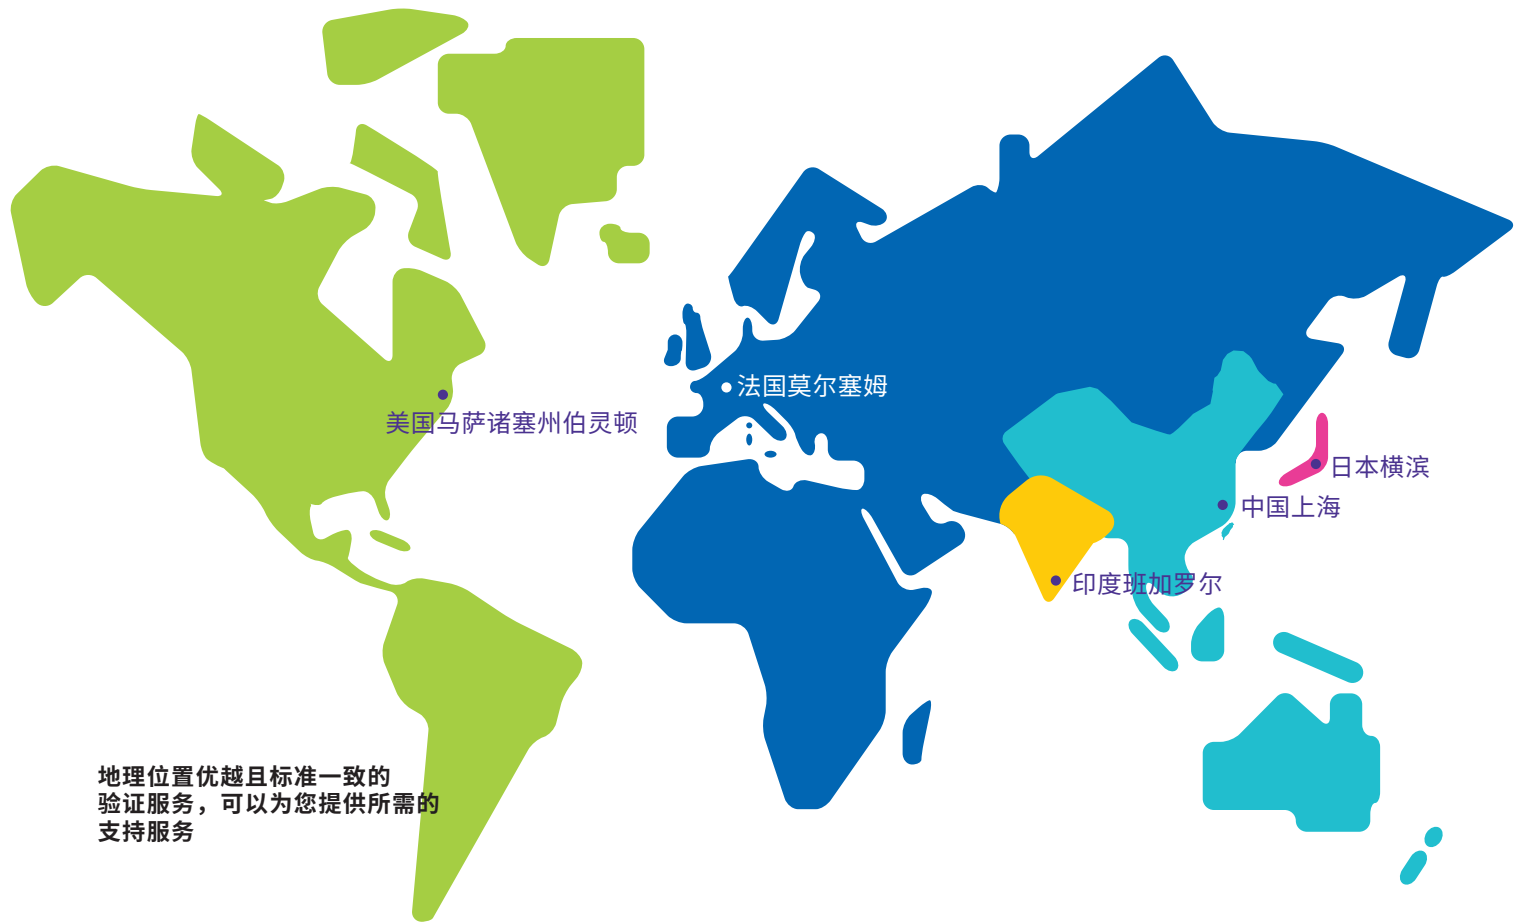 法国莫尔塞姆
美国马萨诸塞州伯灵顿
日本横滨
中国上海
印度班加罗尔
地理位置优越且标准一致的
验证服务，可以为您提供所需的
支持服务